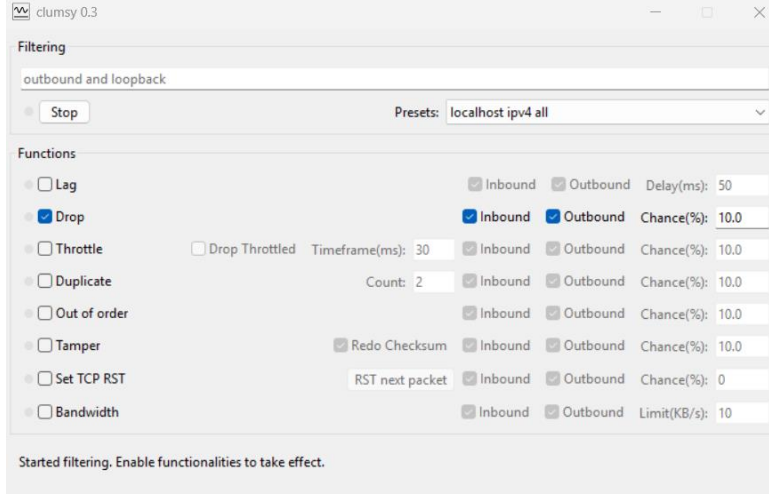 clumsy 0.3
Filtering
outbound and loopback
Stop Presets: localhost ipv4 all
Functions
Lag Inbound Outbound Delay(ms): 50
Drop Inbound Outbound Chance(%): 10.0
Throttle Drop Throttled Timeframe(ms): 30 Inbound Outbound Chance(%): 10.0
Duplicate Count: 2 Inbound Outbound Chance(%): 10.0
Out of order Inbound Outbound Chance(%): 10.0
Tamper Redo Checksum Inbound Outbound Chance(%): 10.0
Set TCP RST RST next packet Inbound Outbound Chance(%): 0
Bandwidth Inbound Outbound Limit(KB/s): 10
Started filtering. Enable functionalities to take effect.